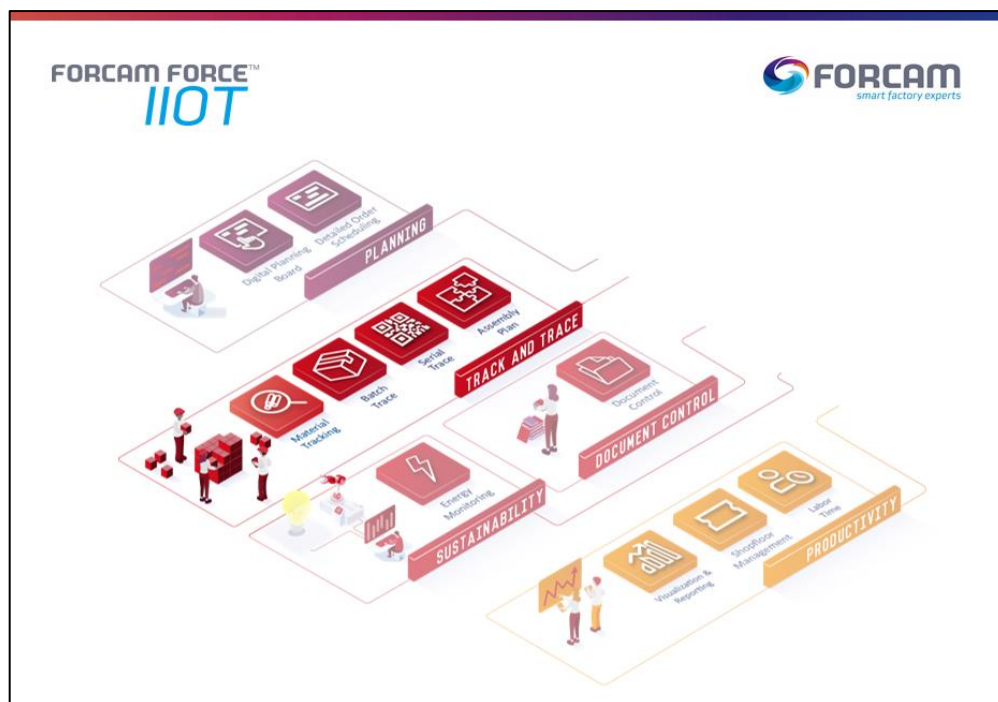 FORCAM FORCE™
IIOT
FORCAM
smart factory experts
Digital Planning
Board
Detailed Order
Scheduling
PLANNING
Material
Tracking
Batch
Trace
Serial
Trace
Assembly
Plan
TRACK AND TRACE
Document
Control
DOCUMENT CONTROL
Energy
Monitoring
SUSTAINABILITY
Visualization &
Reporting
Shopfloor
Management
Labor
Time
PRODUCTIVITY